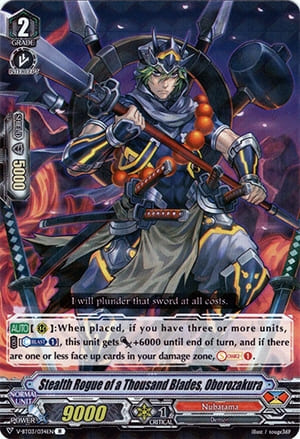 2
GRADE
INTERCEPT
SHIELD
5000
I will plunder that sword at all costs.
AUTO [ ]:When placed, if you have three or more units,
[COUNTER BLAST 1], this unit gets +6000 until end of turn, and if
there are one or less face up cards in your damage zone, .
Stealth Rogue of a Thousand Blades, Oborozakura
NORMAL
UNIT
POWER
9000
1
CRITICAL
Nubatama
V-BT03/034EN R